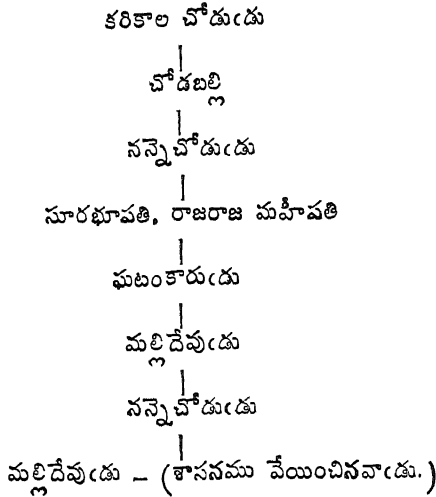 కరికాల చోడుఁడు
చోడబల్లి
నన్నెచోడుఁడు
సూరభూపతి, రాజరాజ మహీపతి
ఘటంకారుఁడు
మల్లిదేవుఁడు
నన్నెచోడుఁడు
మల్లిదేవుఁడు – (శాసనము వేయించినవాఁడు.)